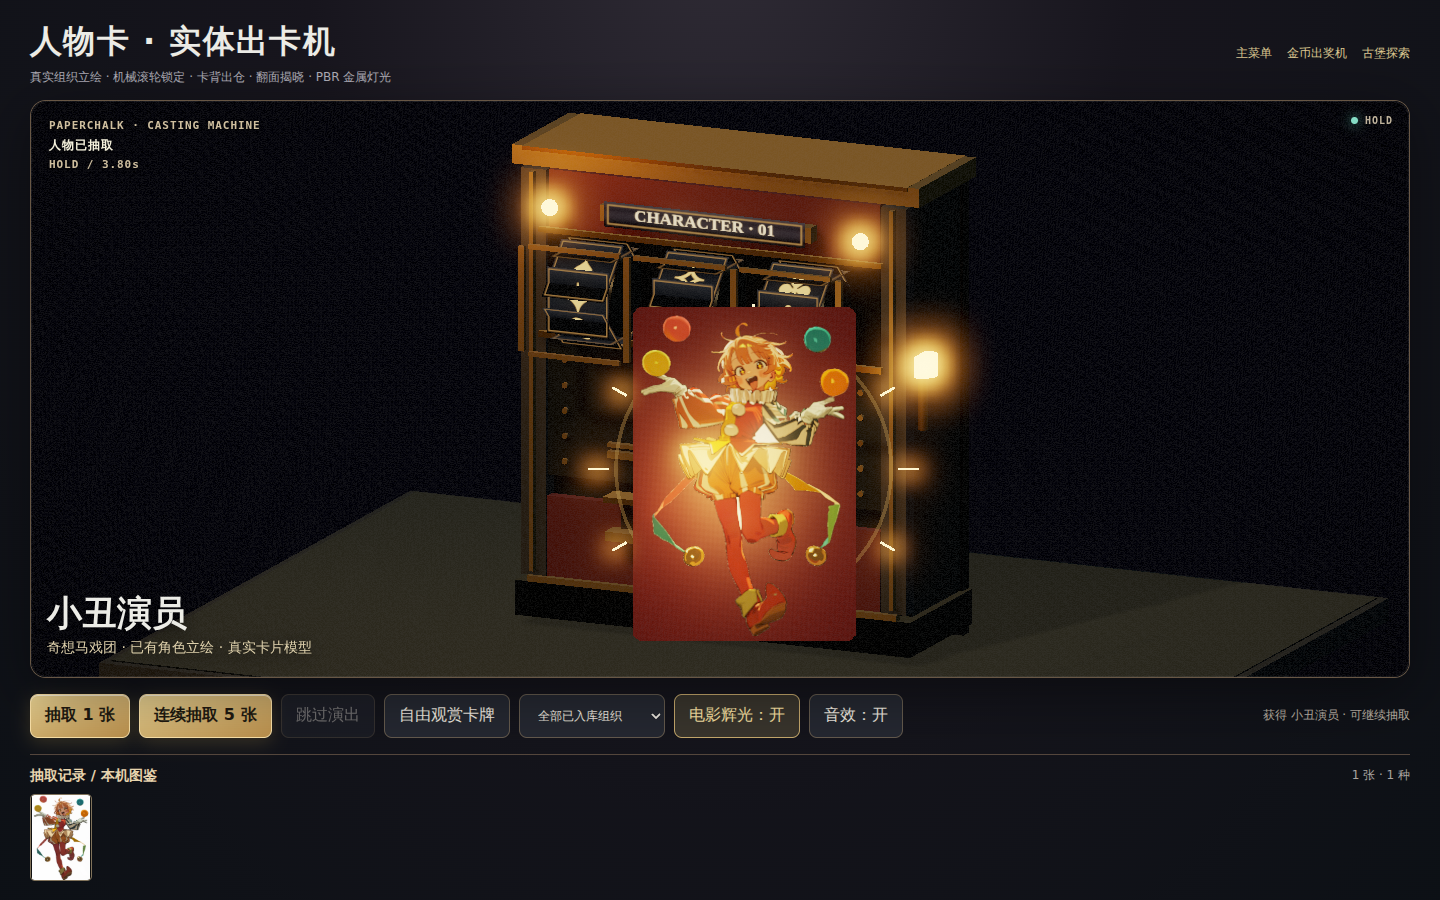 人物卡 · 实体出卡机
真实组织立绘 · 机械滚轮锁定 · 卡背出仓 · 翻面揭晓 · PBR 金属灯光
主菜单 金币出奖机 古堡探索
PAPERCHALK · CASTING MACHINE
人物已抽取
HOLD / 3.80s
HOLD
CHARACTER · 01
小丑演员
奇想马戏团 · 已有角色立绘 · 真实卡片模型
抽取 1 张 连续抽取 5 张 跳过演出 自由观赏卡牌 全部已入库组织 电影辉光：开 音效：开 获得 小丑演员 · 可继续抽取
抽取记录 / 本机图鉴 1 张 · 1 种